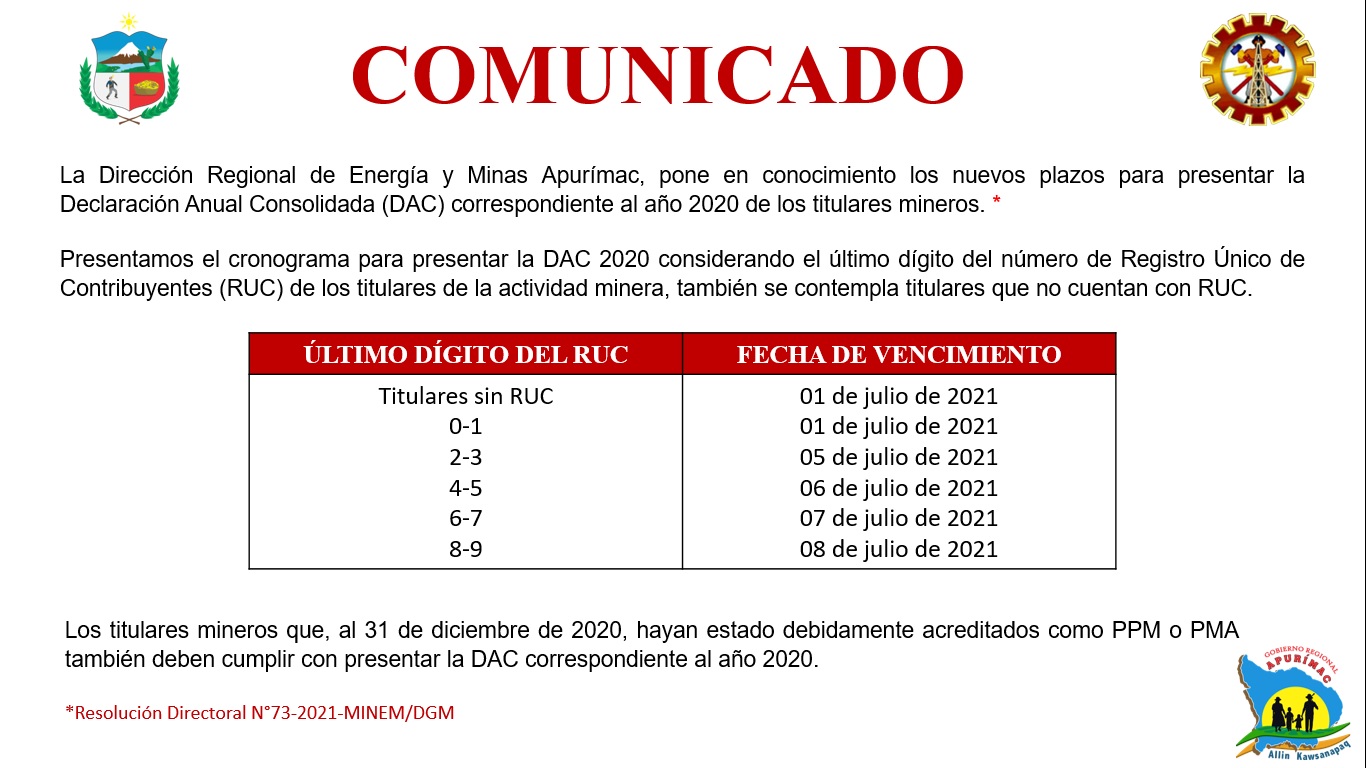 COMUNICADO
La Dirección Regional de Energía y Minas Apurímac, pone en conocimiento los nuevos plazos para presentar la
Declaración Anual Consolidada (DAC) correspondiente al año 2020 de los titulares mineros. *
Presentamos el cronograma para presentar la DAC 2020 considerando el último dígito del número de Registro Único de
Contribuyentes (RUC) de los titulares de la actividad minera, también se contempla titulares que no cuentan con RUC.
ÚLTIMO DÍGITO DEL RUC FECHA DE VENCIMIENTO
Titulares sin RUC 01 de julio de 2021
0-1 01 de julio de 2021
2-3 05 de julio de 2021
4-5 06 de julio de 2021
6-7 07 de julio de 2021
8-9 08 de julio de 2021
Los titulares mineros que, al 31 de diciembre de 2020, hayan estado debidamente acreditados como PPM o PMA
también deben cumplir con presentar la DAC correspondiente al año 2020.
*Resolución Directoral N°73-2021-MINEM/DGM
GOBIERNO REGIONAL
APURÍMAC
Allin Kawsanapaq